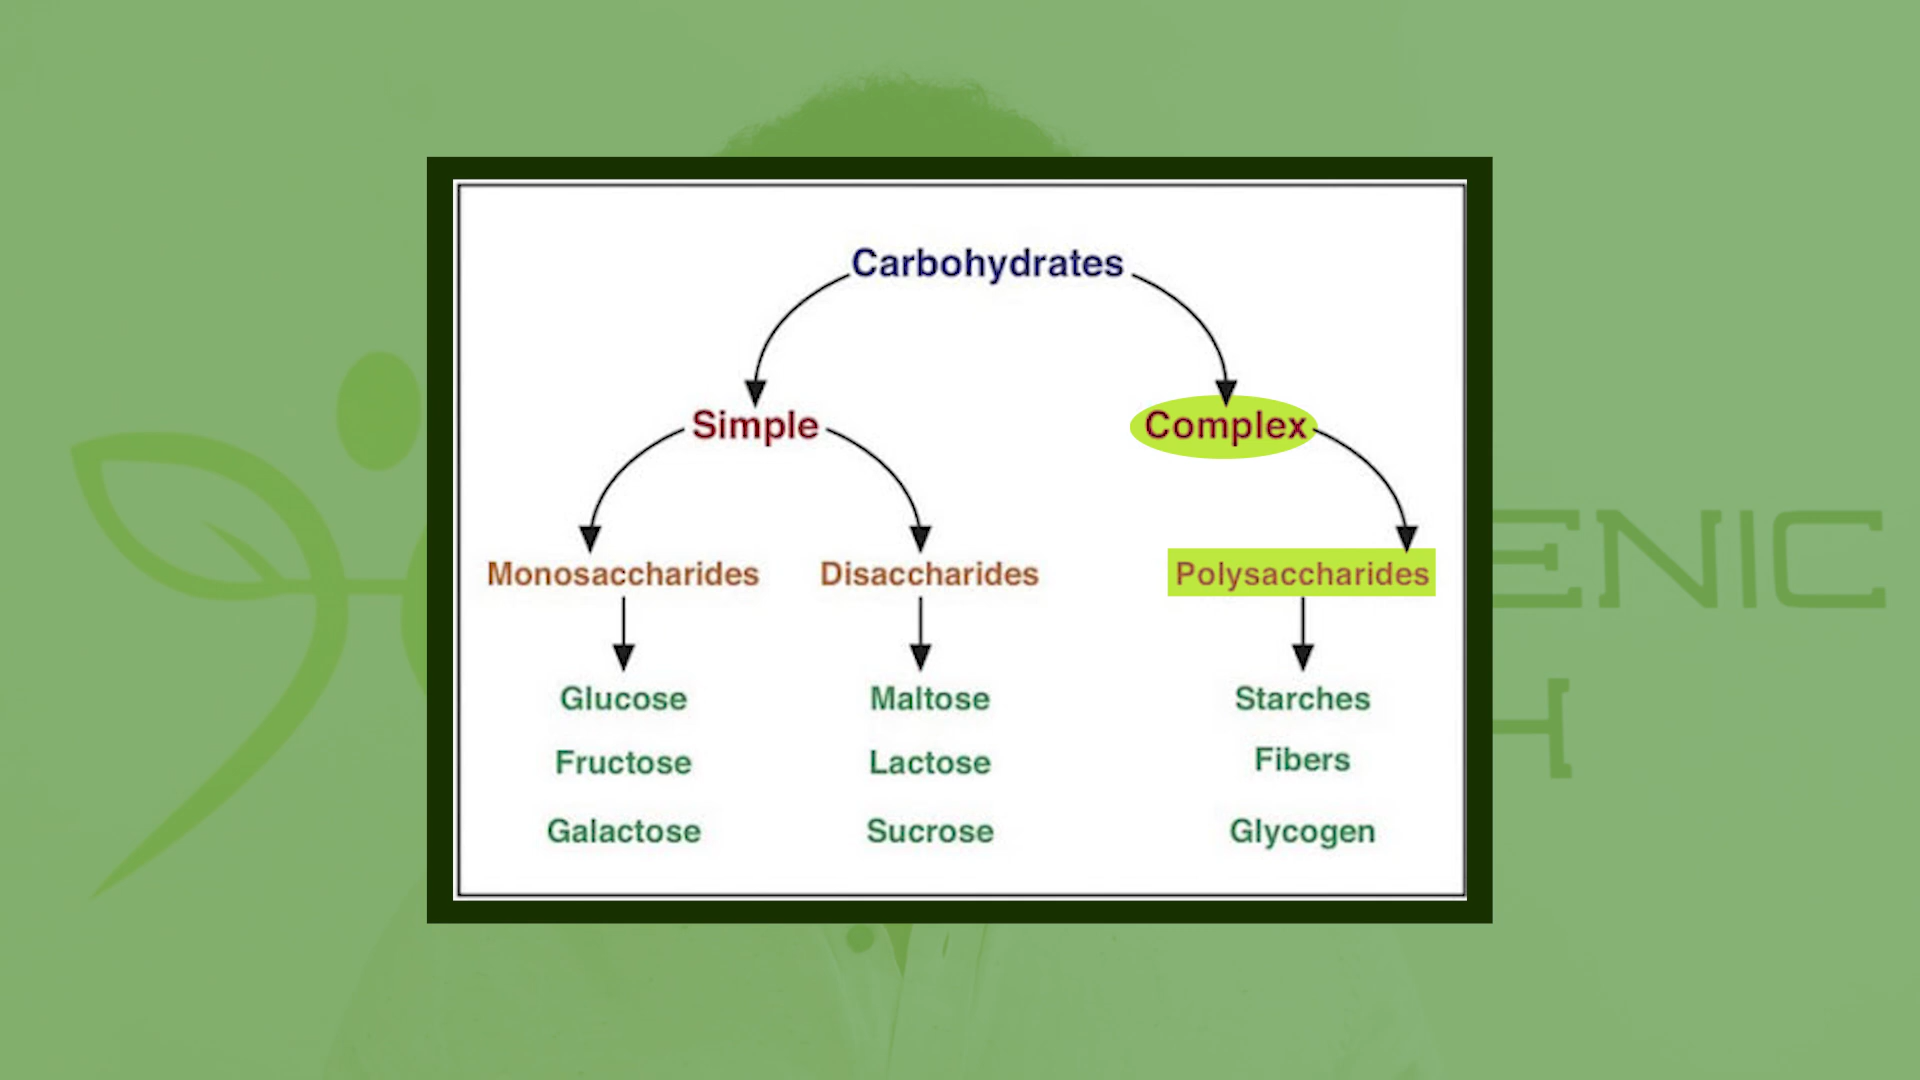 Carbohydrates
Simple
Complex
Monosaccharides
Disaccharides
Polysaccharides
Glucose
Maltose
Starches
Fructose
Lactose
Fibers
Galactose
Sucrose
Glycogen